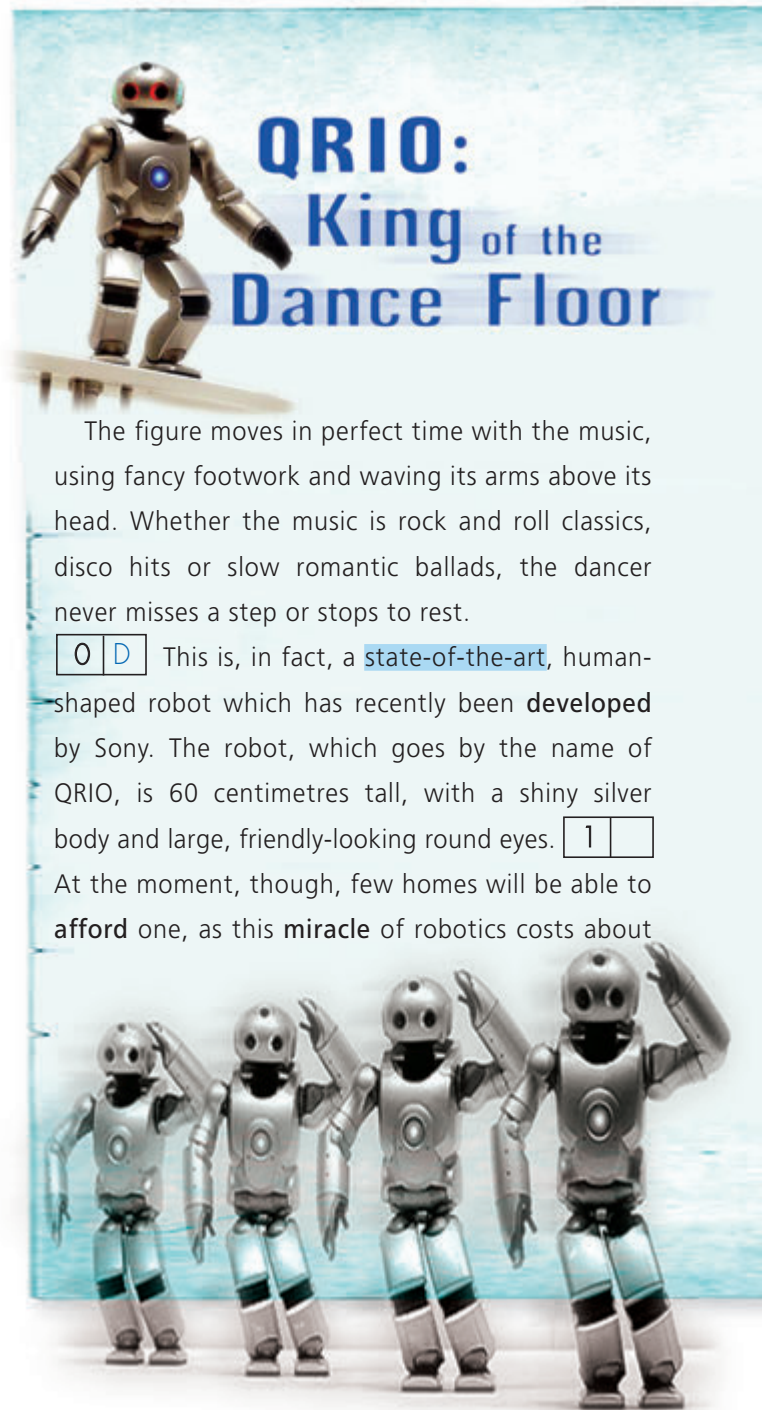 QRIO:
King of the
Dance Floor
The figure moves in perfect time with the music,
using fancy footwork and waving its arms above its
head. Whether the music is rock and roll classics,
disco hits or slow romantic ballads, the dancer
never misses a step or stops to rest.
0 D This is, in fact, a state-of-the-art, human-
shaped robot which has recently been developed
by Sony. The robot, which goes by the name of
QRIO, is 60 centimetres tall, with a shiny silver
body and large, friendly-looking round eyes. 1
At the moment, though, few homes will be able to
afford one, as this miracle of robotics costs about